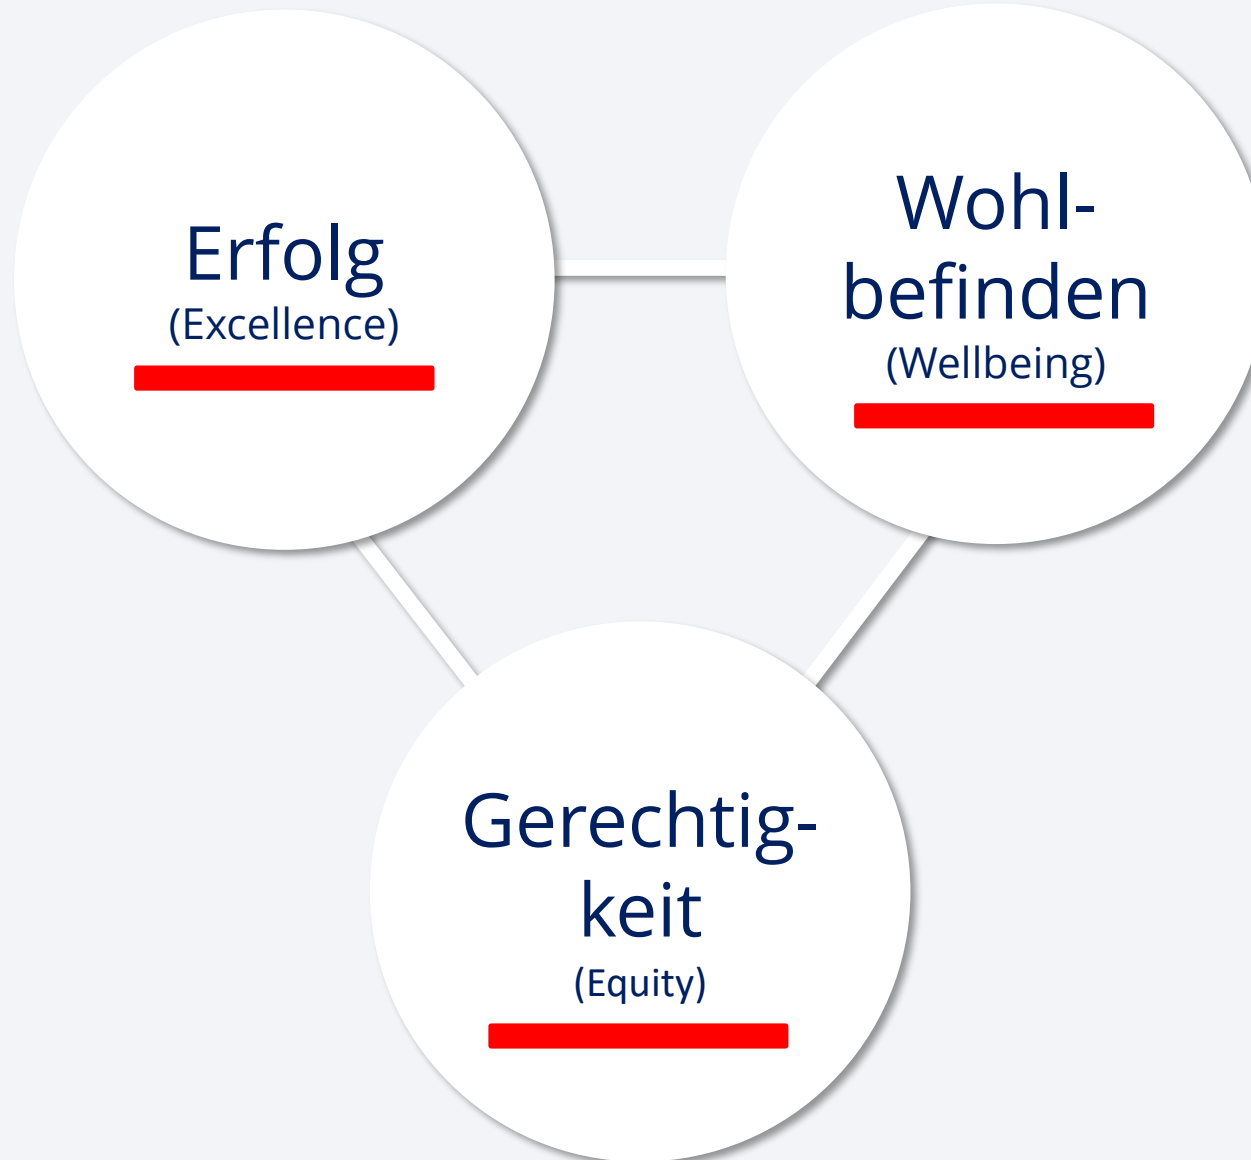 Erfolg
(Excellence)
Wohl-
befinden
(Wellbeing)
Gerechtig-
keit
(Equity)